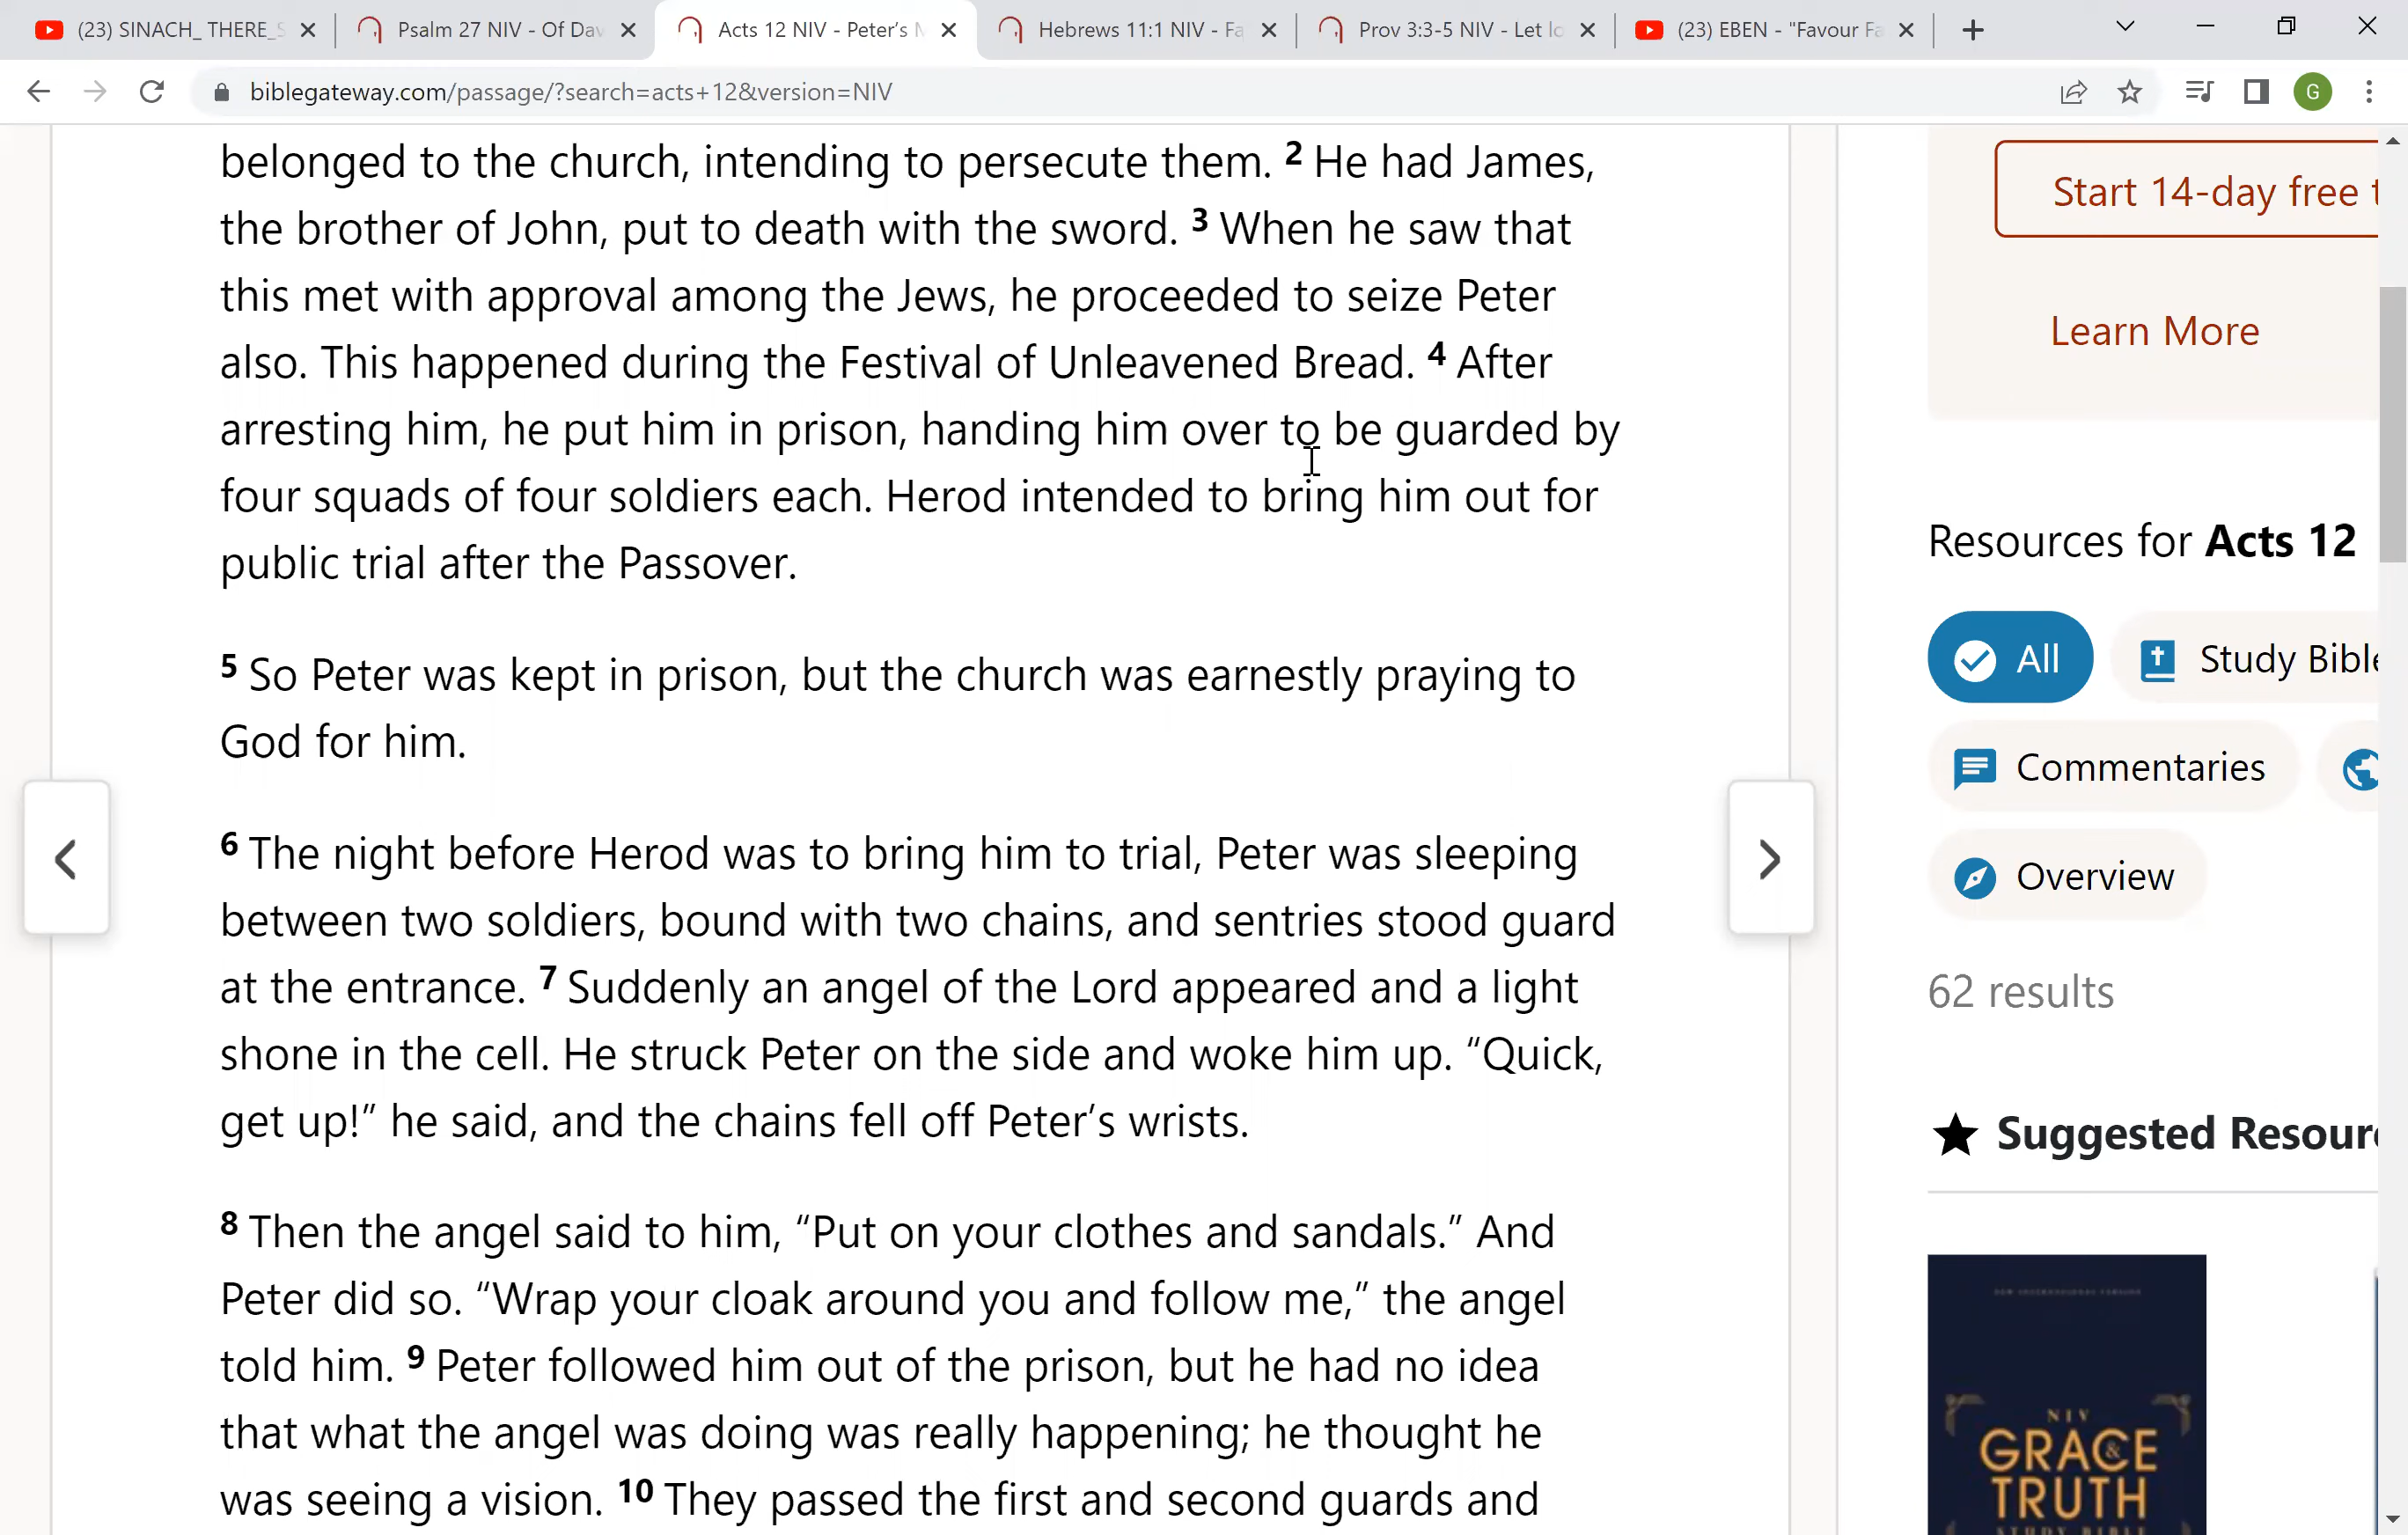 (23) SINACH_ THERE_S
Psalm 27 NIV - Of Dav
Acts 12 NIV - Peter’s
Hebrews 11:1 NIV - Fa
Prov 3:3-5 NIV - Let lo
(23) EBEN - "Favour Fa
biblegateway.com/passage/?search=acts+12&version=NIV
G
belonged to the church, intending to persecute them. 2 He had James,
the brother of John, put to death with the sword. 3 When he saw that
this met with approval among the Jews, he proceeded to seize Peter
also. This happened during the Festival of Unleavened Bread. 4 After
arresting him, he put him in prison, handing him over to be guarded by
four squads of four soldiers each. Herod intended to bring him out for
public trial after the Passover.
5 So Peter was kept in prison, but the church was earnestly praying to
God for him.
6 The night before Herod was to bring him to trial, Peter was sleeping
between two soldiers, bound with two chains, and sentries stood guard
at the entrance. 7 Suddenly an angel of the Lord appeared and a light
shone in the cell. He struck Peter on the side and woke him up. “Quick,
get up!” he said, and the chains fell off Peter’s wrists.
8 Then the angel said to him, “Put on your clothes and sandals.” And
Peter did so. “Wrap your cloak around you and follow me,” the angel
told him. 9 Peter followed him out of the prison, but he had no idea
that what the angel was doing was really happening; he thought he
was seeing a vision. 10 They passed the first and second guards and
Start 14-day free t
Learn More
Resources for Acts 12
All
Study Bible
Commentaries
Overview
62 results
Suggested Resour
NIV
GRACE
&
TRUTH
STUDY BIBLE